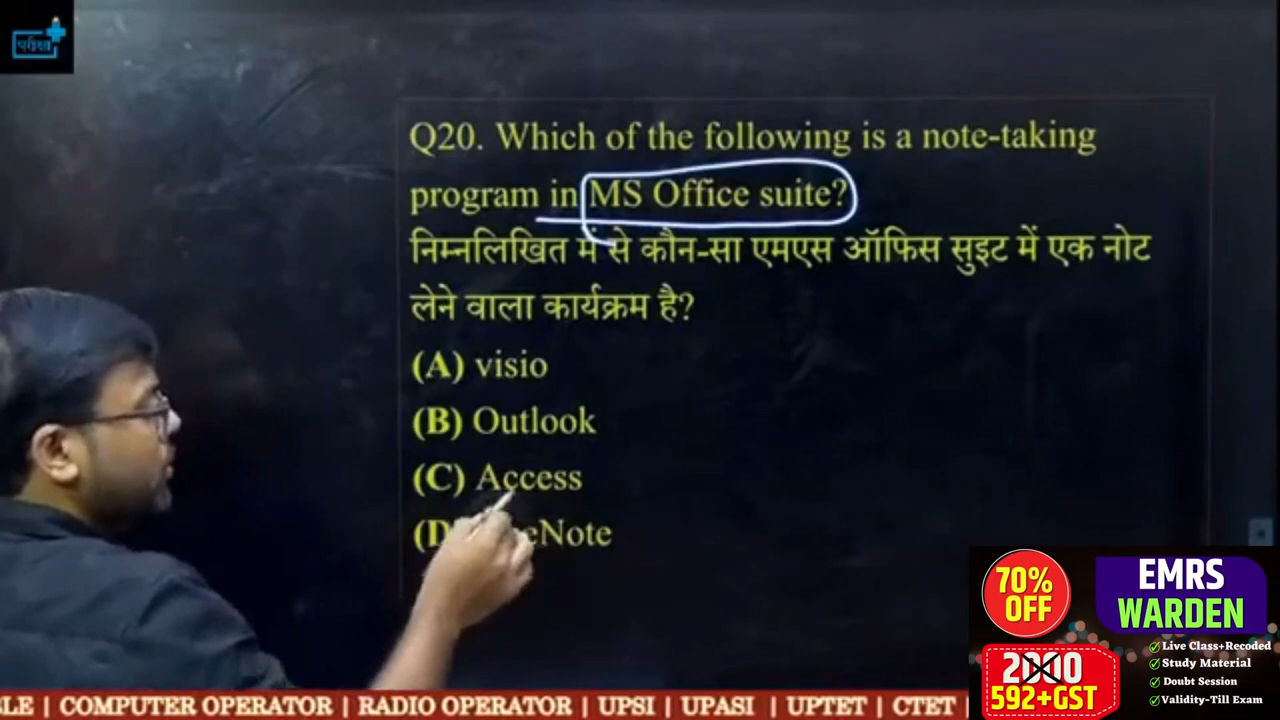 परीक्षा
Q20. Which of the following is a note-taking
program in MS Office suite?
निम्नलिखित में से कौन-सा एमएस ऑफिस सुइट में एक नोट
लेने वाला कार्यक्रम है?
(A) visio
(B) Outlook
(C) Access
(D eNote
70%
OFF
EMRS
WARDEN
2000
592+GST
Live Class+Recoded
Study Material
Doubt Session
Validity-Till Exam
LE | COMPUTER OPERATOR | RADIO OPERATOR | UPSI | UPASI | UPTET | CTET |